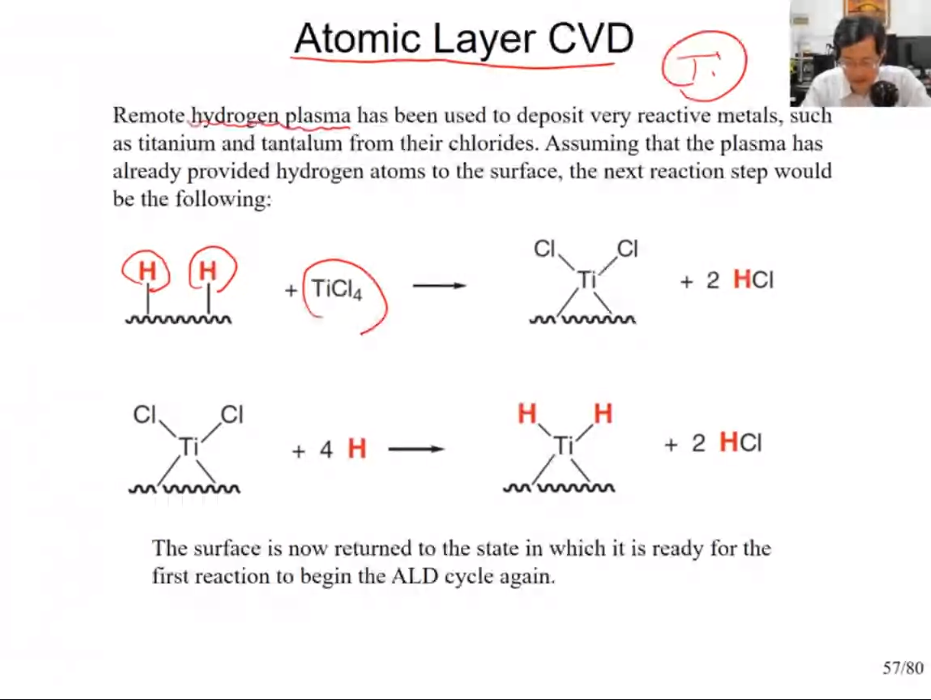 Atomic Layer CVD
Ti
Remote hydrogen plasma has been used to deposit very reactive metals, such
as titanium and tantalum from their chlorides. Assuming that the plasma has
already provided hydrogen atoms to the surface, the next reaction step would
be the following:
Cl Cl
H H + TiCl₄ Ti + 2 HCl
Cl Cl H H
Ti + 4 H Ti + 2 HCl
The surface is now returned to the state in which it is ready for the
first reaction to begin the ALD cycle again.
57/80